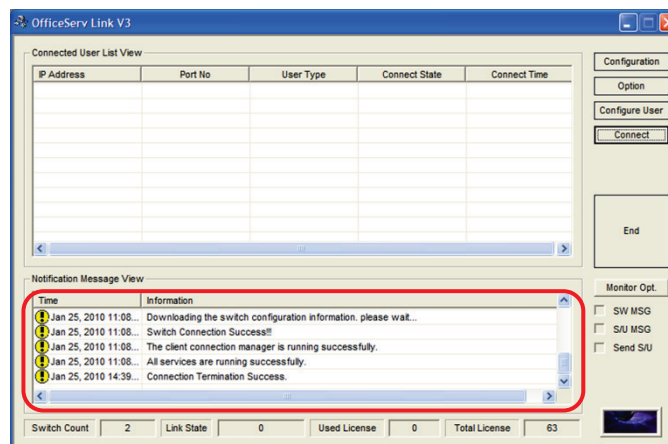 OfficeServ Link V3
Connected User List View
IP Address Port No User Type Connect State Connect Time
Configuration
Option
Configure User
Connect
End
Notification Message View
Time Information
Jan 25, 2010 11:08... Downloading the switch configuration information. please wait...
Jan 25, 2010 11:08... Switch Connection Success!!!
Jan 25, 2010 11:08... The client connection manager is running successfully.
Jan 25, 2010 11:08... All services are running successfully.
Jan 25, 2010 14:39... Connection Termination Success.
Monitor Opt.
SW MSG
S/U MSG
Send S/U
Switch Count 2 Link State 0 Used License 0 Total License 63